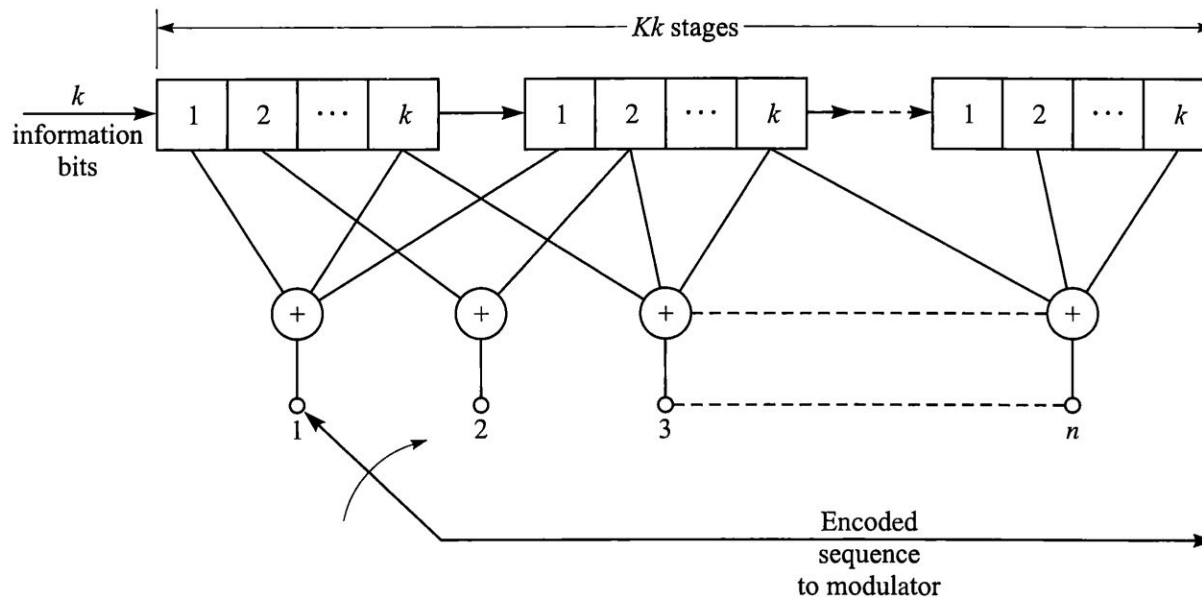 Kk stages
k
information
bits
1 2 ... k
1 2 ... k
1 2 ... k
+ + + +
1 2 3 n
Encoded
sequence
to modulator